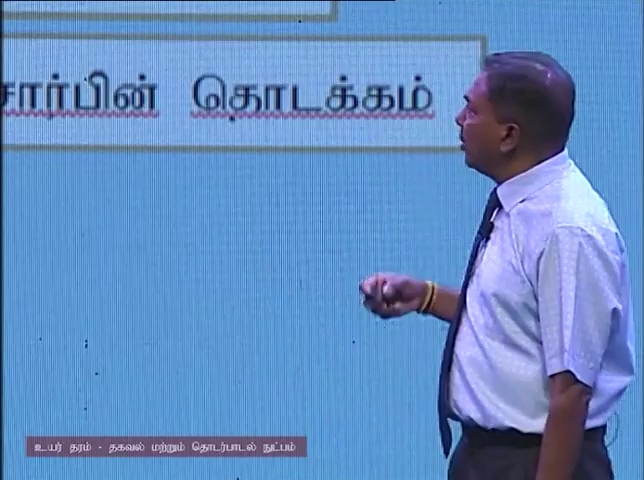 சார்பின் தொடக்கம்
உயர் தரம் - தகவல் மற்றும் தொடர்பாடல் நுட்பம்